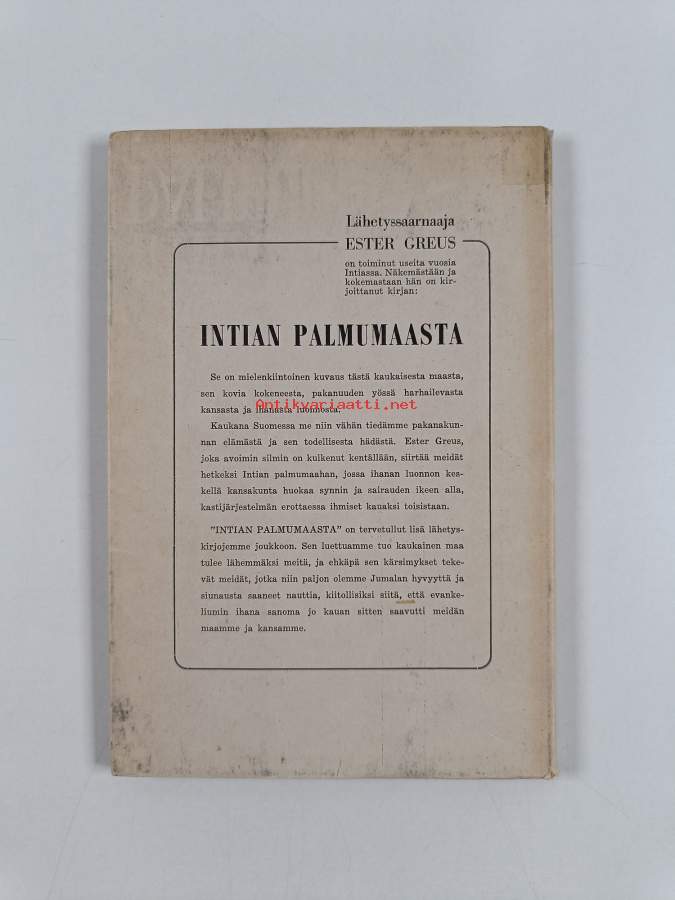 Lähetyssaarnaaja
ESTER GREUS
on toiminut useita vuosia
Intiassa. Näkemästään ja
kokemastaan hän on kir-
joittanut kirjan:
INTIAN PALMUMAASTA
Se on mielenkiintoinen kuvaus tästä kaukaisesta maasta,
sen kovia kokeneesta, pakanuuden yössä harhailevasta
kansasta ja ihanasta luonnosta.
Antikvariaatti.net
Kaukana Suomessa me niin vähän tiedämme pakanakun-
nan elämästä ja sen todellisesta hädästä. Ester Greus,
joka avoimin silmin on kulkenut kentällään, siirtää meidät
hetkeksi Intian palmumaahan, jossa ihanan luonnon kes-
kellä kansakunta huokaa synnin ja sairauden ikeen alla,
kastijärjestelmän erottaessa ihmiset kauaksi toisistaan.
"INTIAN PALMUMAASTA" on tervetullut lisä lähetys-
kirjojemme joukkoon. Sen luettuamme tuo kaukainen maa
tulee lähemmäksi meitä, ja ehkäpä sen kärsimykset teke-
vät meidät, jotka niin paljon olemme Jumalan hyvyyttä ja
siunausta saaneet nauttia, kiitollisiksi siitä, että evanke-
liumin ihana sanoma jo kauan sitten saavutti meidän
maamme ja kansamme.